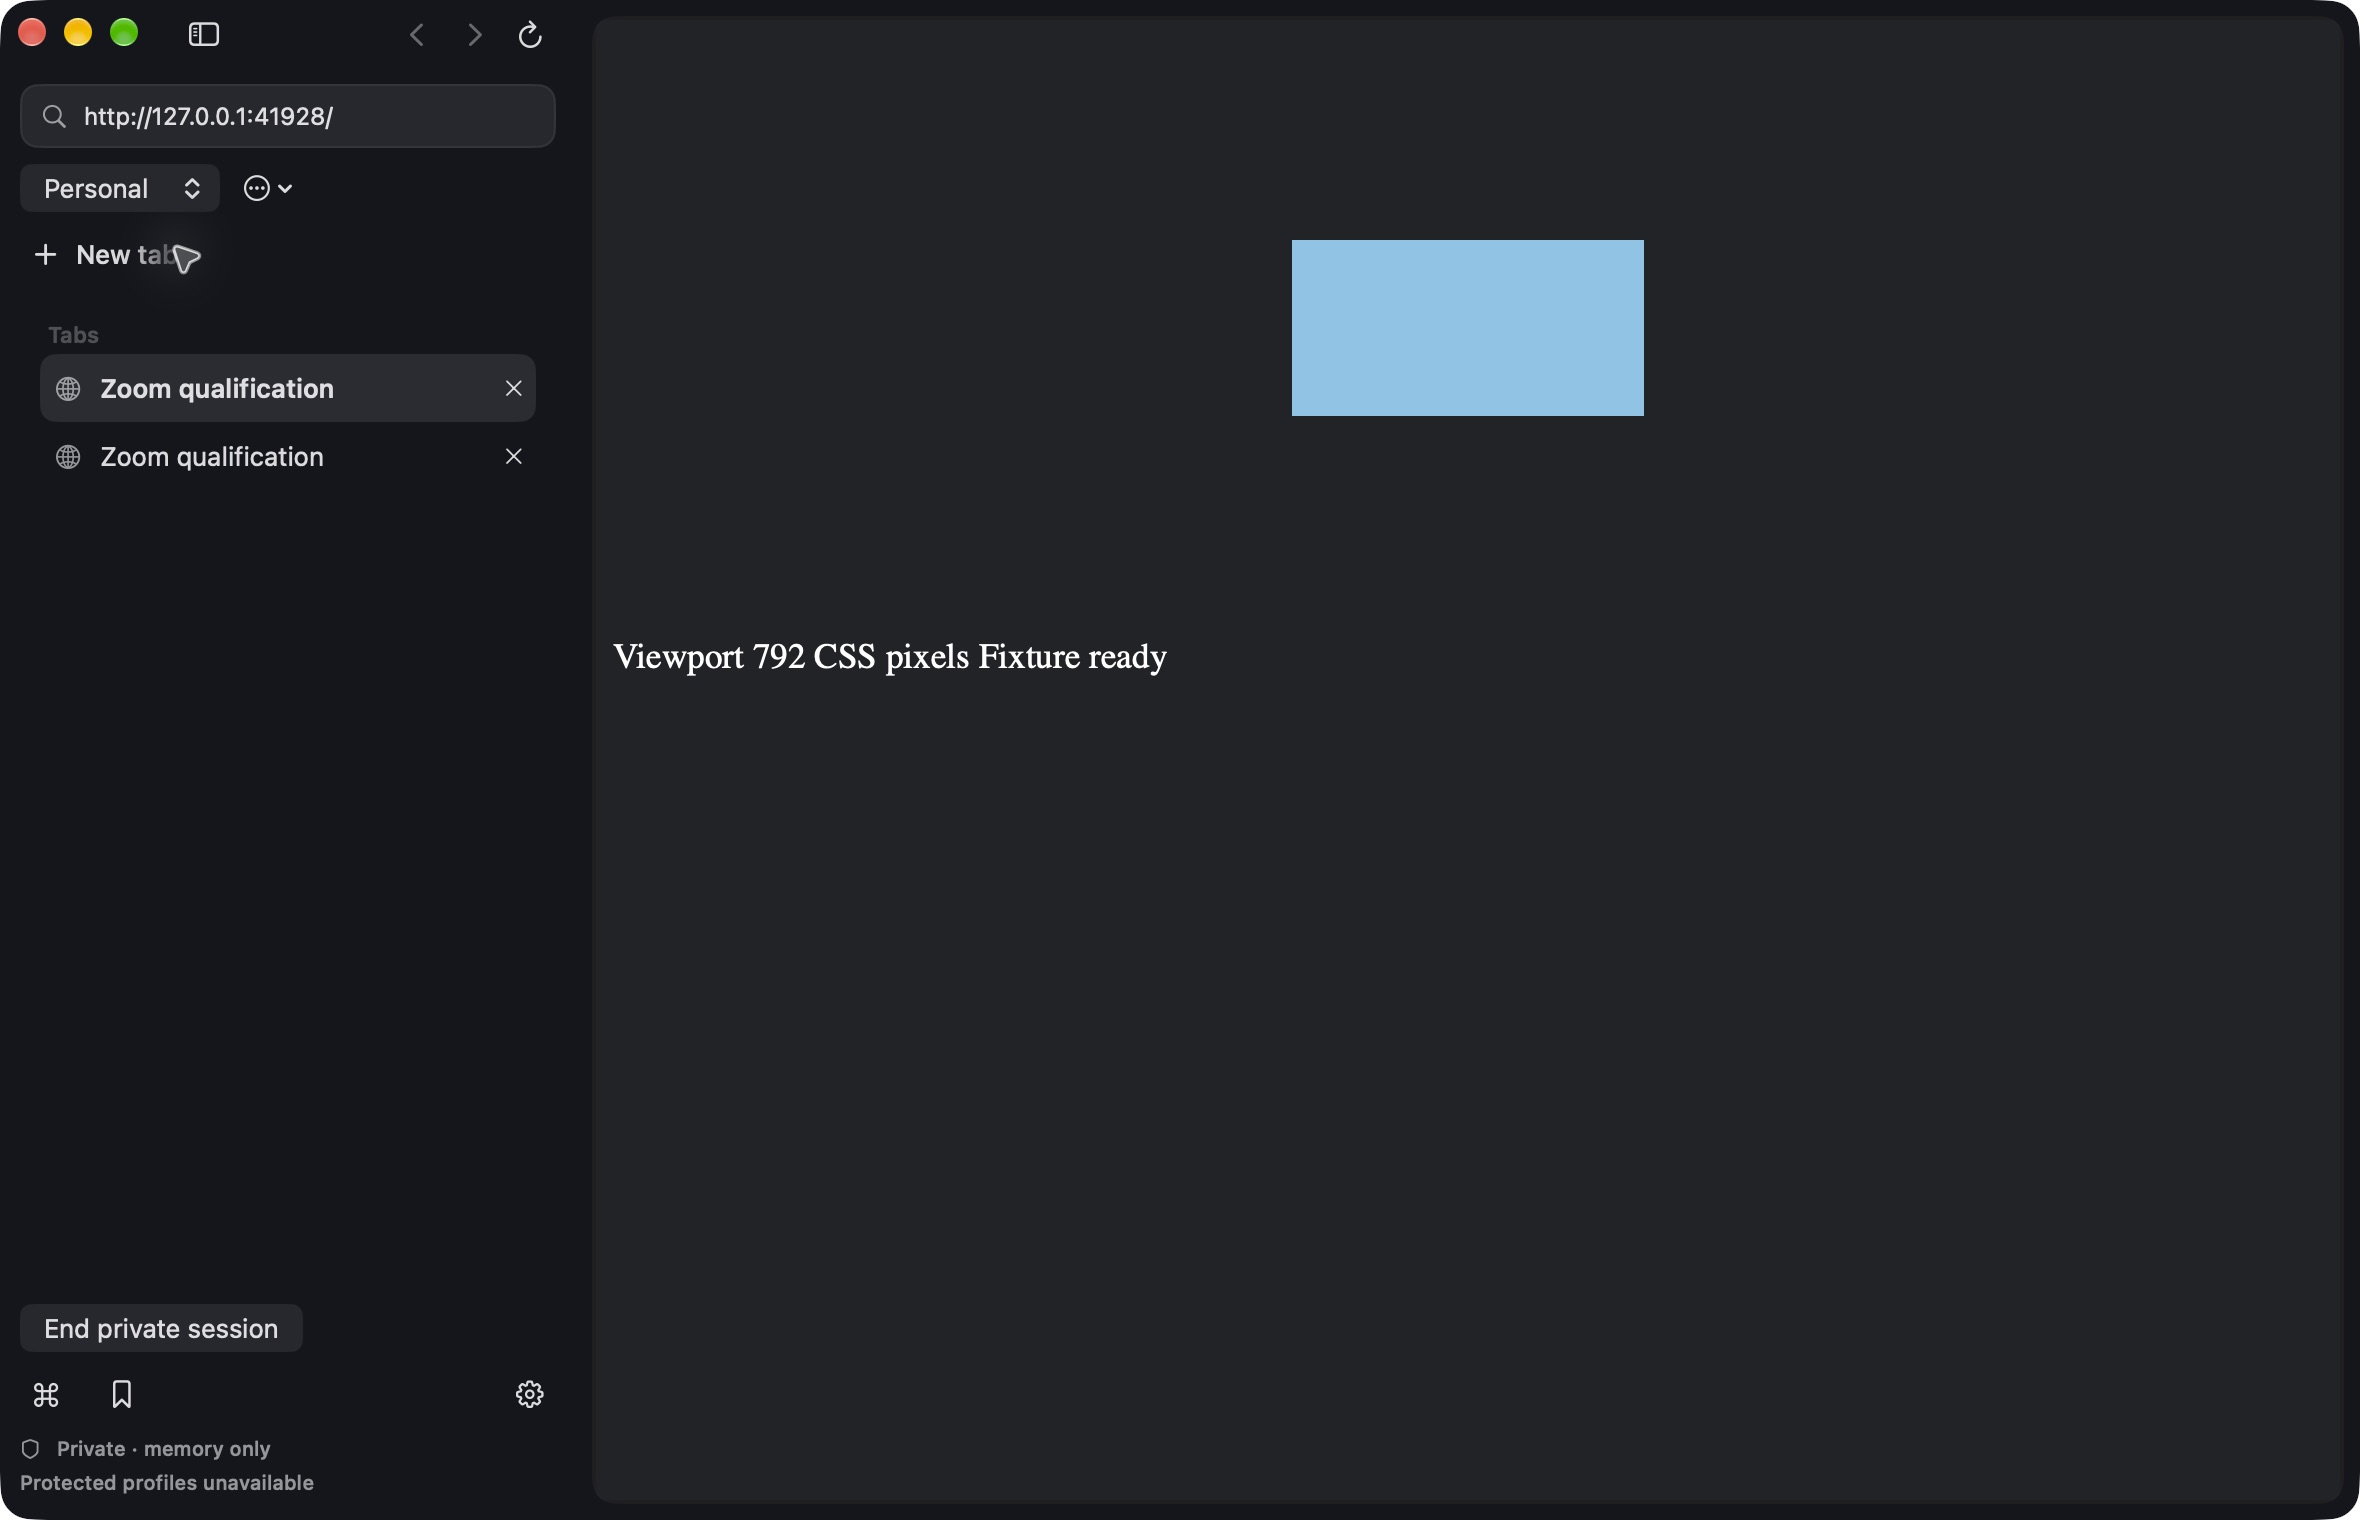 http://127.0.0.1:41928/
Personal
New tab
Tabs
Zoom qualification
Zoom qualification
Viewport 792 CSS pixels Fixture ready
End private session
Private · memory only
Protected profiles unavailable